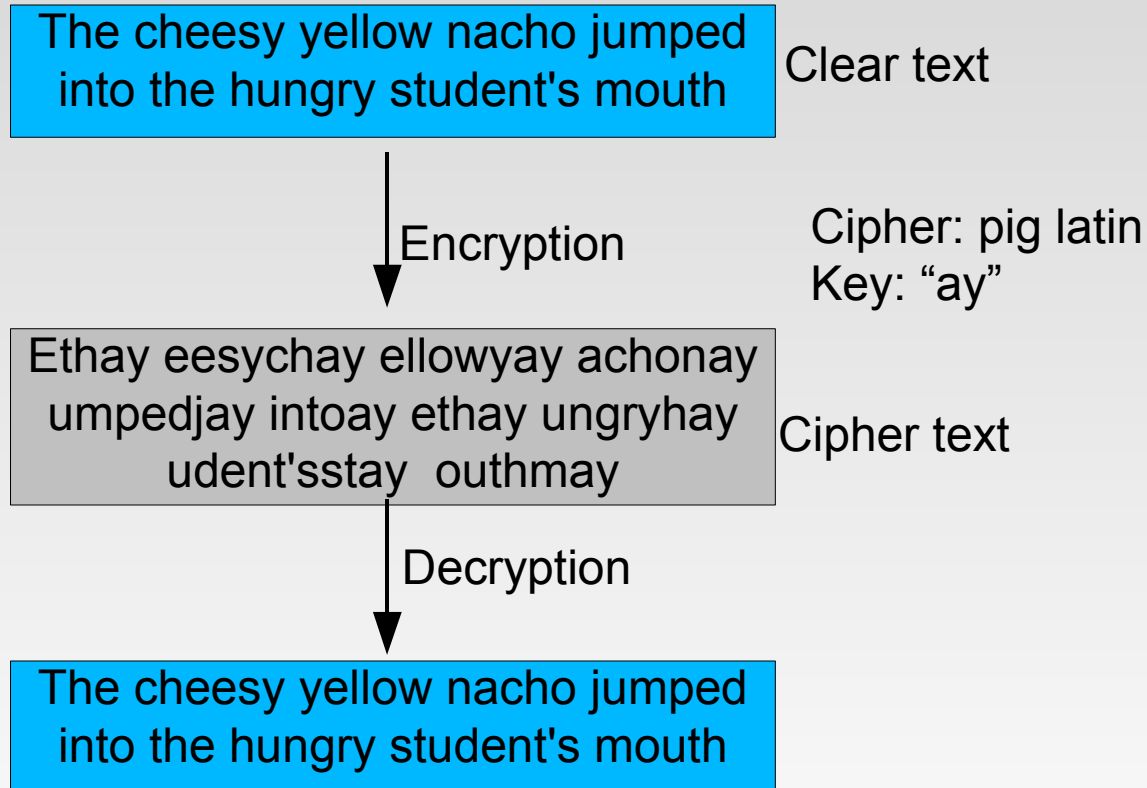 The cheesy yellow nacho jumped
into the hungry student's mouth
Clear text
Encryption
Cipher: pig latin
Key: “ay”
Ethay eesychay ellowyay achonay
umpedjay intoay ethay ungryhay
udent'sstay  outhmay
Cipher text
Decryption
The cheesy yellow nacho jumped
into the hungry student's mouth